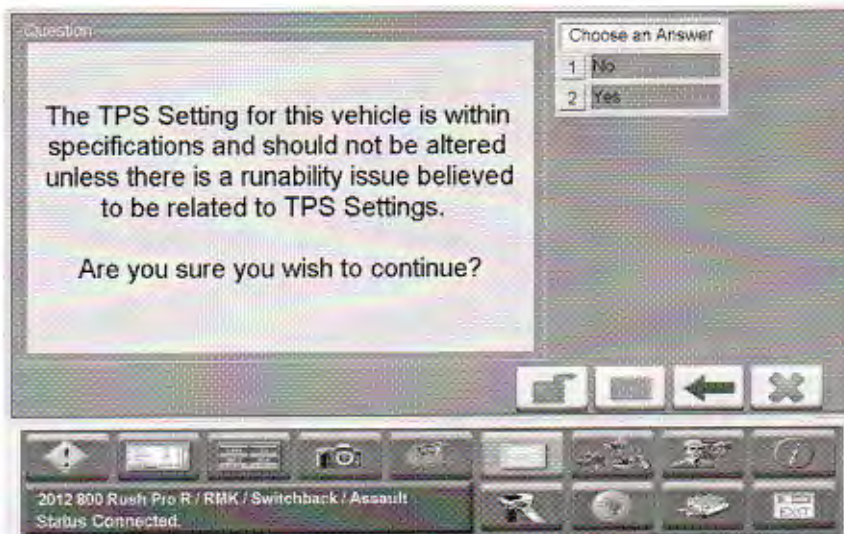 Question
The TPS Setting for this vehicle is within
specifications and should not be altered
unless there is a runability issue believed
to be related to TPS Settings.
Are you sure you wish to continue?
Choose an Answer
1 No
2 Yes
2012 800 Rush Pro R / RMK / Switchback / Assault
Status Connected.
EXIT